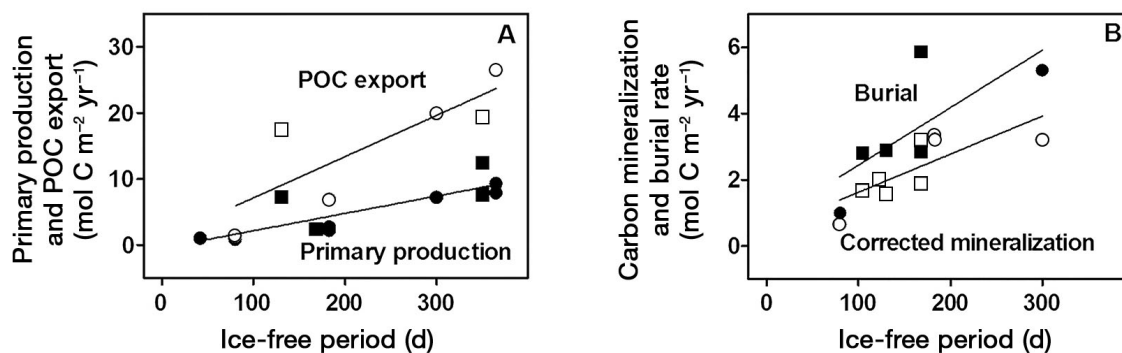 Primary production
and POC export
(mol C m⁻² yr⁻¹)
30
20
10
0
A
POC export
Primary production
0
100
200
300
Ice-free period (d)
Carbon mineralization
and burial rate
(mol C m⁻² yr⁻¹)
6
4
2
0
B
Burial
Corrected mineralization
0
100
200
300
Ice-free period (d)